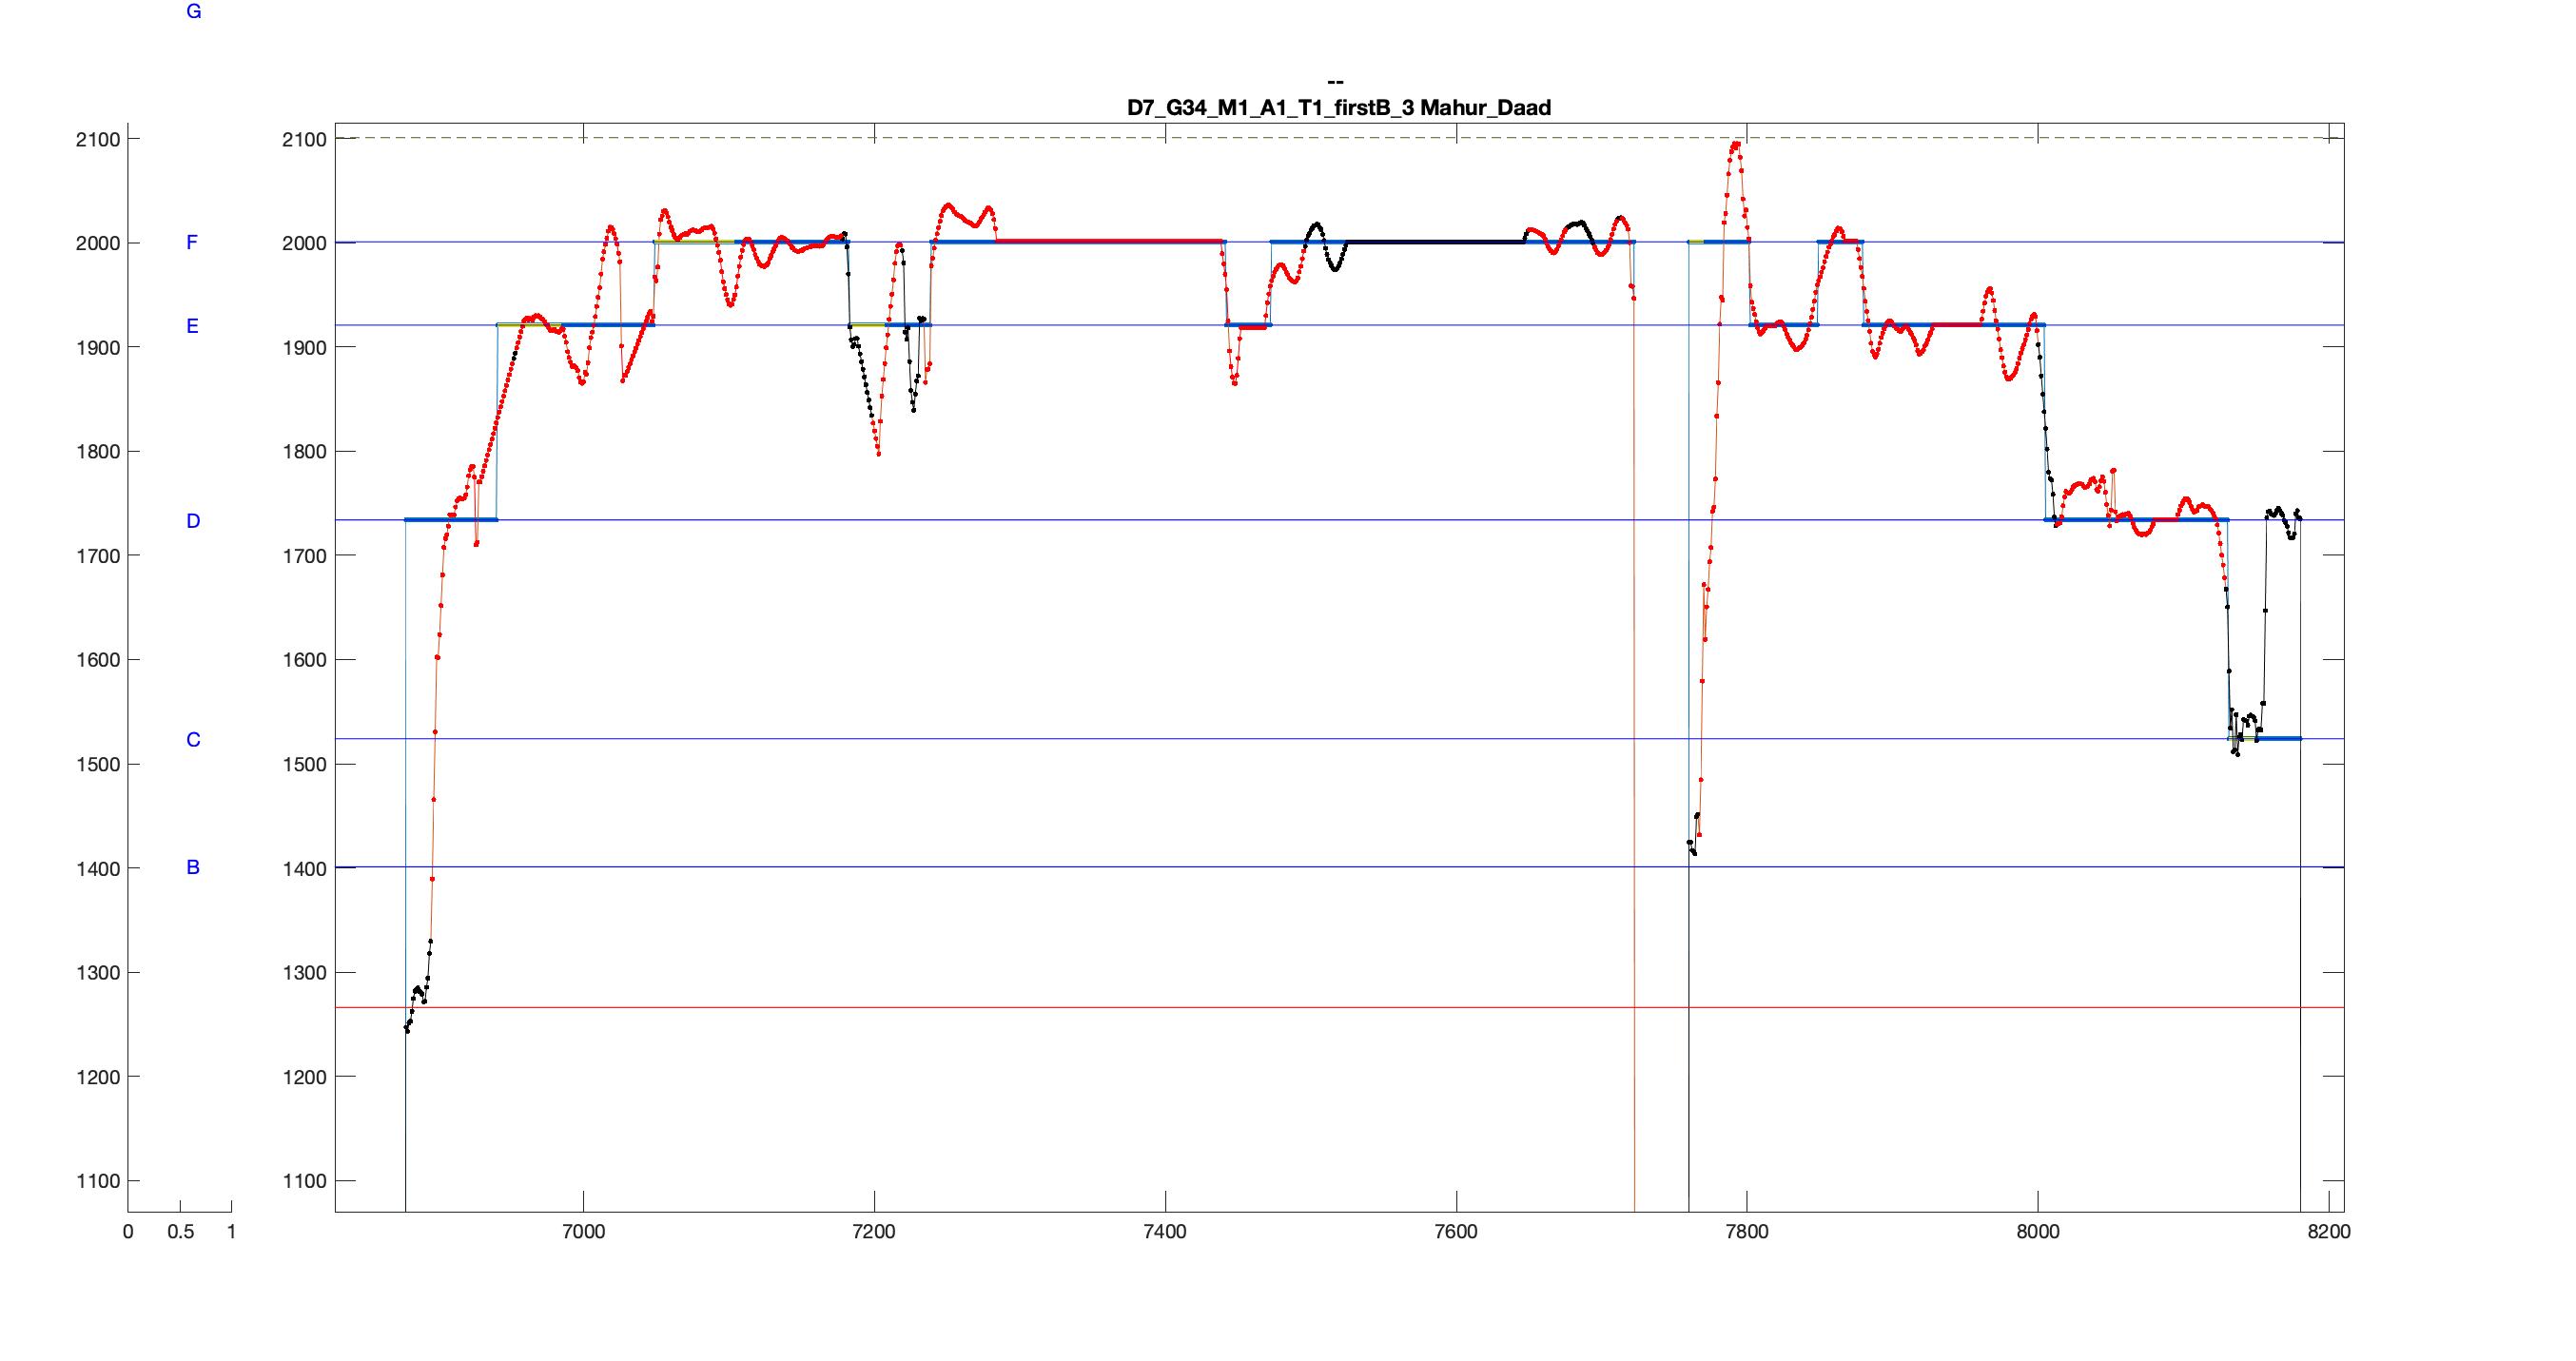 G
--
D7_G34_M1_A1_T1_firstB_3 Mahur_Daad
2100 2100
2000 F 2000
E
1900 1900
1800 1800
D
1700 1700
1600 1600
C
1500 1500
1400 B 1400
1300 1300
1200 1200
1100 1100
0 0.5 1 7000 7200 7400 7600 7800 8000 8200